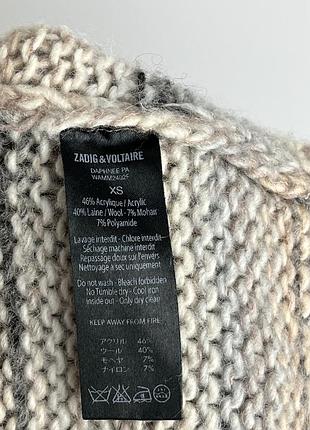 ZADIG & VOLTAIRE
DAPHNEE PA
XS
46% Acrylique / Acrylic
40% Laine / Wool - 7% Mohair
7% Polyamide
Lavage interdit - Chlore interdit -
Séchage machine interdit -
Repassage doux sur l'envers
Nettoyage à sec uniquement
Do not wash - Bleach forbidden
No Tumble dry - Cool iron
inside out - Only dry clean
KEEP AWAY FROM FIRE
アクリル 46%
ウール 40%
モヘヤ 7%
ナイロン 7%